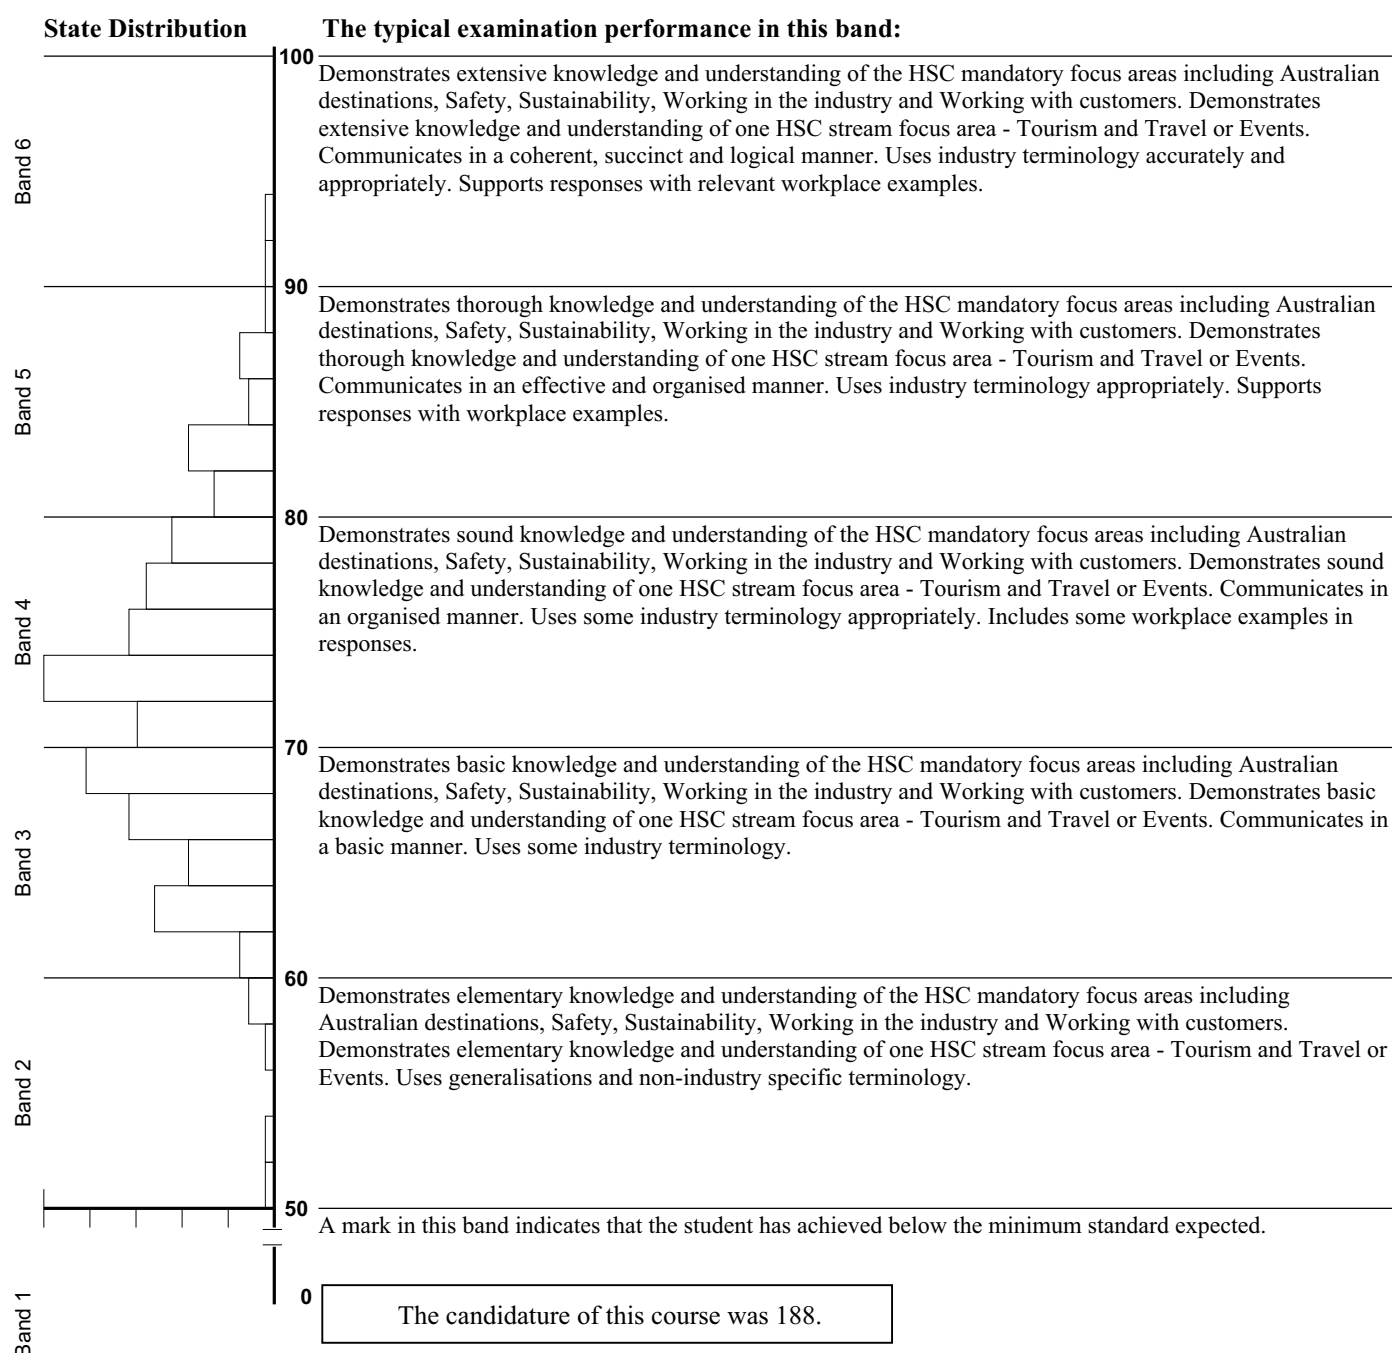 State Distribution
The typical examination performance in this band:
100
Demonstrates extensive knowledge and understanding of the HSC mandatory focus areas including Australian
destinations, Safety, Sustainability, Working in the industry and Working with customers. Demonstrates
extensive knowledge and understanding of one HSC stream focus area - Tourism and Travel or Events.
Communicates in a coherent, succinct and logical manner. Uses industry terminology accurately and
appropriately. Supports responses with relevant workplace examples.
Band 6
90
Demonstrates thorough knowledge and understanding of the HSC mandatory focus areas including Australian
destinations, Safety, Sustainability, Working in the industry and Working with customers. Demonstrates
thorough knowledge and understanding of one HSC stream focus area - Tourism and Travel or Events.
Communicates in an effective and organised manner. Uses industry terminology appropriately. Supports
responses with workplace examples.
Band 5
80
Demonstrates sound knowledge and understanding of the HSC mandatory focus areas including Australian
destinations, Safety, Sustainability, Working in the industry and Working with customers. Demonstrates sound
knowledge and understanding of one HSC stream focus area - Tourism and Travel or Events. Communicates in
an organised manner. Uses some industry terminology appropriately. Includes some workplace examples in
responses.
Band 4
70
Demonstrates basic knowledge and understanding of the HSC mandatory focus areas including Australian
destinations, Safety, Sustainability, Working in the industry and Working with customers. Demonstrates basic
knowledge and understanding of one HSC stream focus area - Tourism and Travel or Events. Communicates in
a basic manner. Uses some industry terminology.
Band 3
60
Demonstrates elementary knowledge and understanding of the HSC mandatory focus areas including
Australian destinations, Safety, Sustainability, Working in the industry and Working with customers.
Demonstrates elementary knowledge and understanding of one HSC stream focus area - Tourism and Travel or
Events. Uses generalisations and non-industry specific terminology.
Band 2
50
A mark in this band indicates that the student has achieved below the minimum standard expected.
0
Band 1
The candidature of this course was 188.